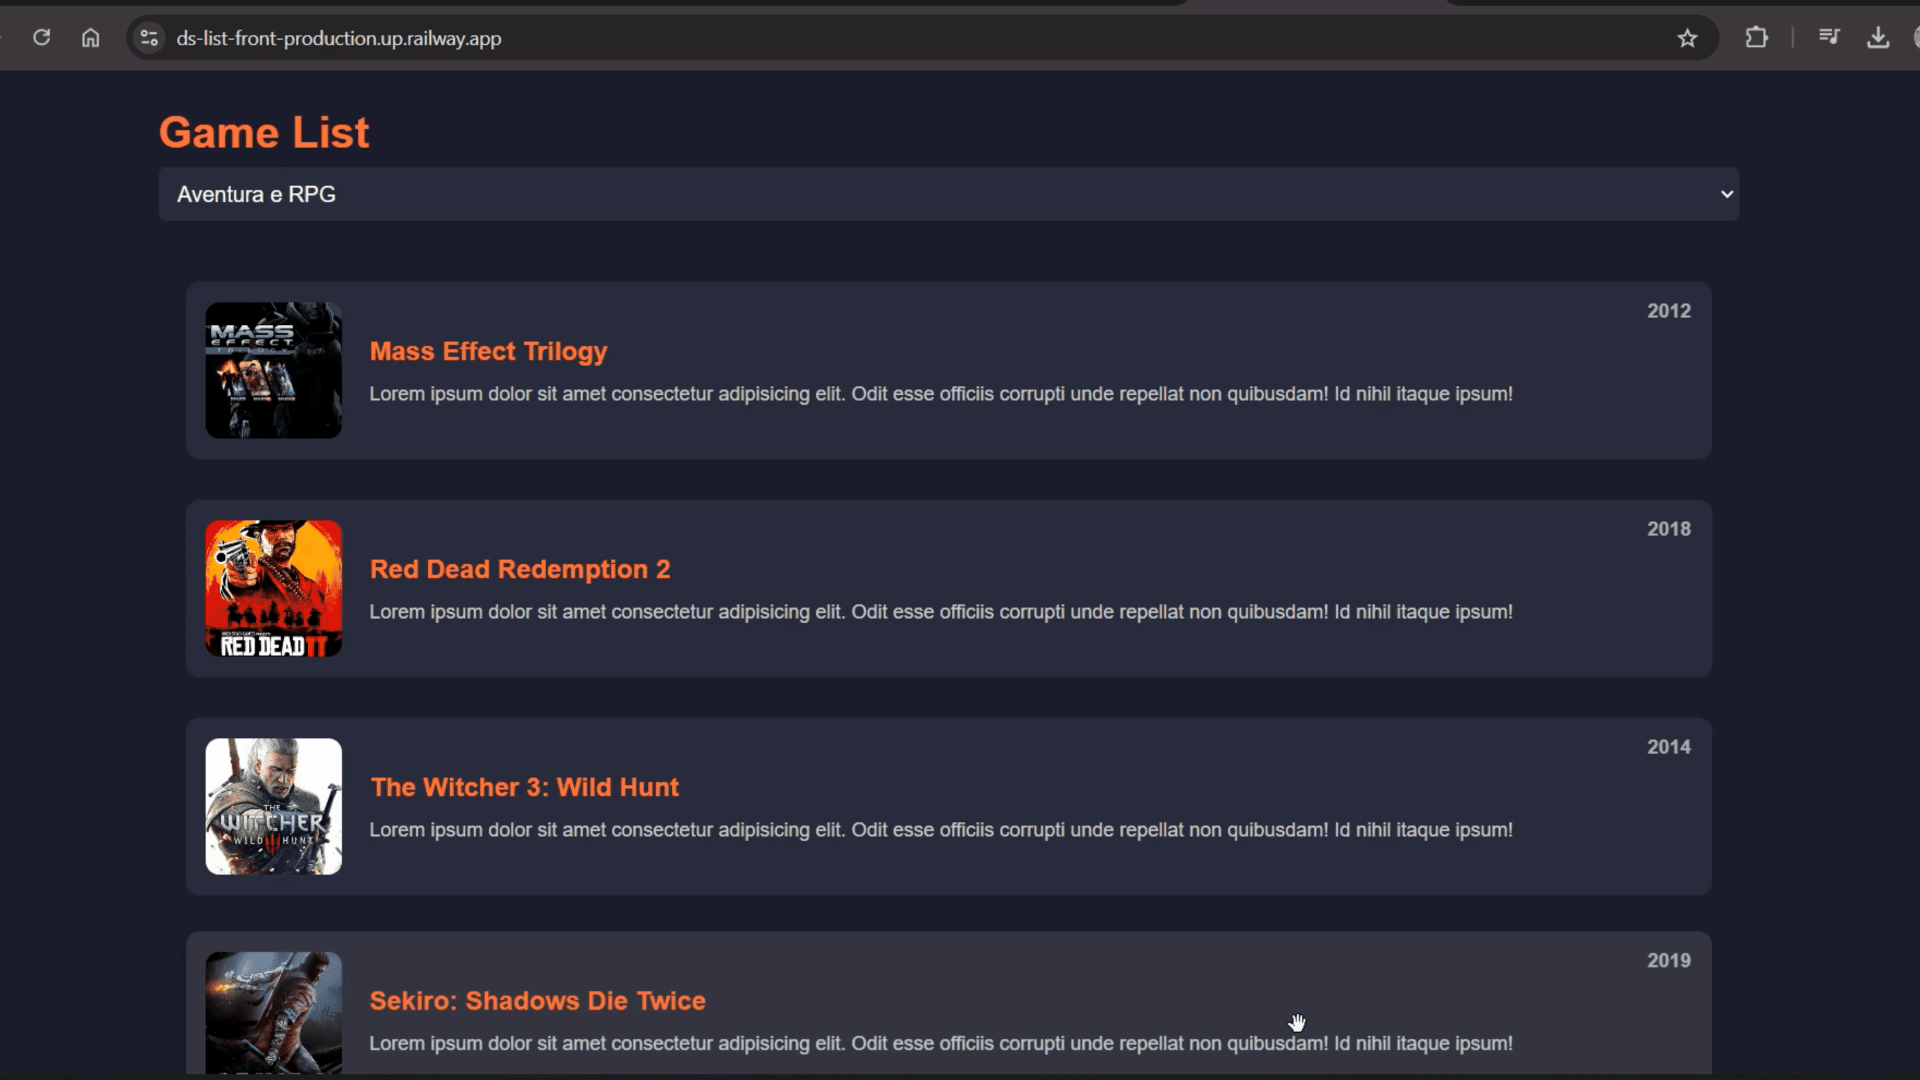 ds-list-front-production.up.railway.app
Game List
Aventura e RPG
2012
MASS
EFFECT
TRILOGY
N7
Mass Effect Trilogy
Lorem ipsum dolor sit amet consectetur adipisicing elit. Odit esse officiis corrupti unde repellat non quibusdam! Id nihil itaque ipsum!
2018
RED DEAD II
Red Dead Redemption 2
Lorem ipsum dolor sit amet consectetur adipisicing elit. Odit esse officiis corrupti unde repellat non quibusdam! Id nihil itaque ipsum!
2014
THE
WITCHER
WILD HUNT
The Witcher 3: Wild Hunt
Lorem ipsum dolor sit amet consectetur adipisicing elit. Odit esse officiis corrupti unde repellat non quibusdam! Id nihil itaque ipsum!
2019
Sekiro: Shadows Die Twice
Lorem ipsum dolor sit amet consectetur adipisicing elit. Odit esse officiis corrupti unde repellat non quibusdam! Id nihil itaque ipsum!